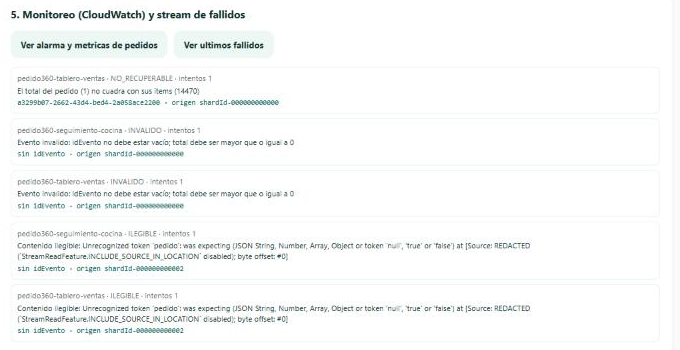 5. Monitoreo (CloudWatch) y stream de fallidos
Ver alarma y metricas de pedidos
Ver ultimos fallidos
pedido360-tablero-ventas · NO_RECUPERABLE · intentos 1
El total del pedido (1) no cuadra con sus items (14470)
a3299b07-2662-43d4-bed4-2a058ace2200 · origen shardId-000000000000
pedido360-seguimiento-cocina · INVALIDO · intentos 1
Evento invalido: idEvento no debe estar vacío; total debe ser mayor que o igual a 0
sin idEvento · origen shardId-000000000000
pedido360-tablero-ventas · INVALIDO · intentos 1
Evento invalido: idEvento no debe estar vacío; total debe ser mayor que o igual a 0
sin idEvento · origen shardId-000000000000
pedido360-seguimiento-cocina · ILEGIBLE · intentos 1
Contenido ilegible: Unrecognized token 'pedido': was expecting (JSON String, Number, Array, Object or token 'null', 'true' or 'false') at [Source: REDACTED
(`StreamReadFeature.INCLUDE_SOURCE_IN_LOCATION` disabled); byte offset: #0]
sin idEvento · origen shardId-000000000002
pedido360-tablero-ventas · ILEGIBLE · intentos 1
Contenido ilegible: Unrecognized token 'pedido': was expecting (JSON String, Number, Array, Object or token 'null', 'true' or 'false') at [Source: REDACTED
(`StreamReadFeature.INCLUDE_SOURCE_IN_LOCATION` disabled); byte offset: #0]
sin idEvento · origen shardId-000000000002